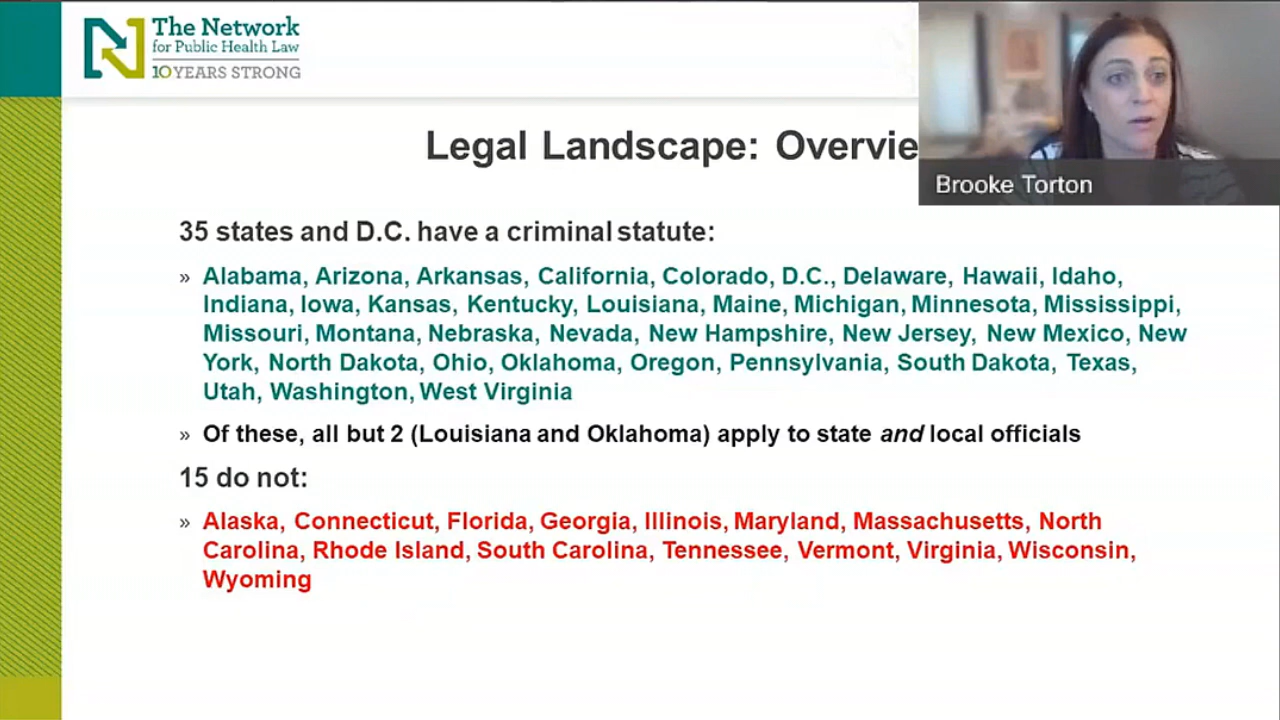 The Network
for Public Health Law
10 YEARS STRONG
Legal Landscape: Overvie
Brooke Torton
35 states and D.C. have a criminal statute:
» Alabama, Arizona, Arkansas, California, Colorado, D.C., Delaware, Hawaii, Idaho,
Indiana, Iowa, Kansas, Kentucky, Louisiana, Maine, Michigan, Minnesota, Mississippi,
Missouri, Montana, Nebraska, Nevada, New Hampshire, New Jersey, New Mexico, New
York, North Dakota, Ohio, Oklahoma, Oregon, Pennsylvania, South Dakota, Texas,
Utah, Washington, West Virginia
» Of these, all but 2 (Louisiana and Oklahoma) apply to state and local officials
15 do not:
» Alaska, Connecticut, Florida, Georgia, Illinois, Maryland, Massachusetts, North
Carolina, Rhode Island, South Carolina, Tennessee, Vermont, Virginia, Wisconsin,
Wyoming